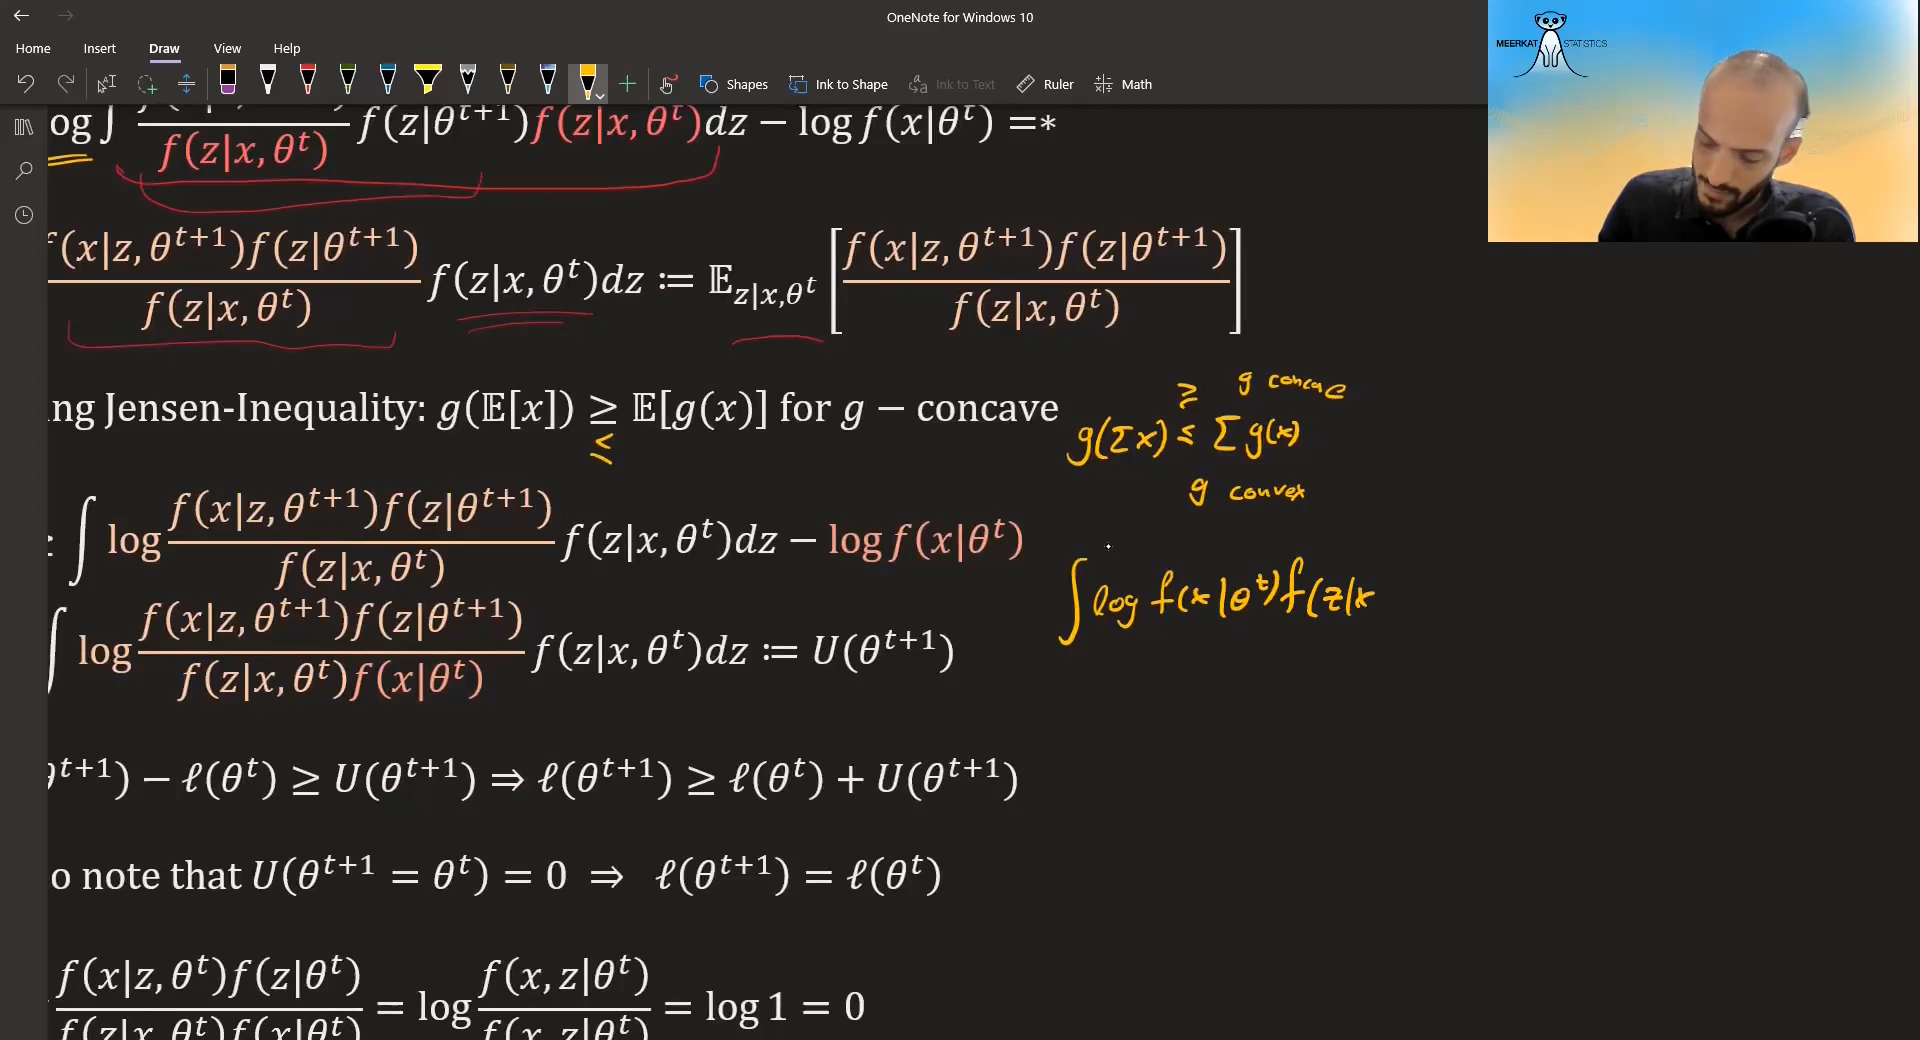 OneNote for Windows 10
Home Insert Draw View Help
Shapes Ink to Shape Ink to Text Ruler Math
MEERKAT STATISTICS
og ∫ f(z|x, θ^t) f(z|θ^{t+1})f(z|x, θ^t)dz − log f(x|θ^t) =*
f(x|z, θ^{t+1})f(z|θ^{t+1}) / f(z|x, θ^t) f(z|x, θ^t)dz ≔ 𝔼_{z|x,θ^t} [f(x|z, θ^{t+1})f(z|θ^{t+1}) / f(z|x, θ^t)]
ng Jensen-Inequality: g(𝔼[x]) ≥ 𝔼[g(x)] for g − concave
≤
≥ g concave
g(Σx) ≤ Σ g(x)
g convex
∫ log f(x|z, θ^{t+1})f(z|θ^{t+1}) / f(z|x, θ^t) f(z|x, θ^t)dz − log f(x|θ^t)
∫ log f(x|θ^t) f(z|x
∫ log f(x|z, θ^{t+1})f(z|θ^{t+1}) / f(z|x, θ^t)f(x|θ^t) f(z|x, θ^t)dz ≔ U(θ^{t+1})
θ^{t+1}) − ℓ(θ^t) ≥ U(θ^{t+1}) ⇒ ℓ(θ^{t+1}) ≥ ℓ(θ^t) + U(θ^{t+1})
o note that U(θ^{t+1} = θ^t) = 0 ⇒ ℓ(θ^{t+1}) = ℓ(θ^t)
f(x|z, θ^t)f(z|θ^t) / f(z|x, θ^t)f(x|θ^t) = log f(x, z|θ^t) / f(x, z|θ^t) = log 1 = 0